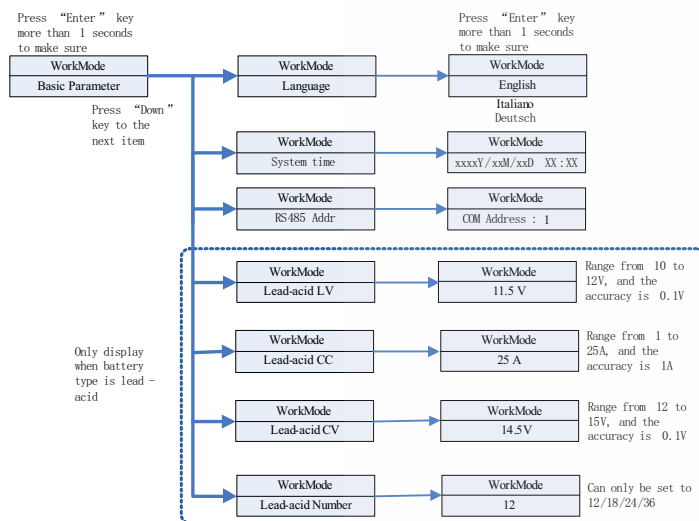 Press “Enter” key
more than 1 seconds
to make sure
Press “Enter” key
more than 1 seconds
to make sure
WorkMode
Basic Parameter
WorkMode
Language
WorkMode
English
Italiano
Deutsch
Press “Down”
key to the
next item
WorkMode
System time
WorkMode
xxxxY/xxM/xxD XX:XX
WorkMode
RS485 Addr
WorkMode
COM Address : 1
WorkMode
Lead-acid LV
WorkMode
11.5 V
Range from 10 to
12V, and the
accuracy is 0.1V
Only display
when battery
type is lead-
acid
WorkMode
Lead-acid CC
WorkMode
25 A
Range from 1 to
25A, and the
accuracy is 1A
WorkMode
Lead-acid CV
WorkMode
14.5V
Range from 12 to
15V, and the
accuracy is 0.1V
WorkMode
Lead-acid Number
WorkMode
12
Can only be set to
12/18/24/36